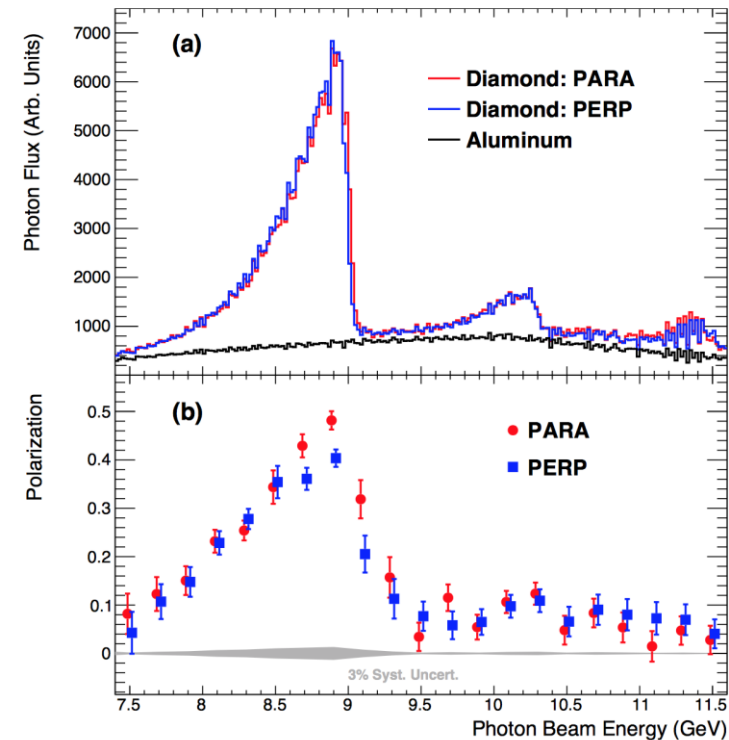 (a)
Photon Flux (Arb. Units)
7000
6000
5000
4000
3000
2000
1000
Diamond: PARA
Diamond: PERP
Aluminum
(b)
Polarization
0.5
0.4
0.3
0.2
0.1
0
PARA
PERP
3% Syst. Uncert.
7.5 8 8.5 9 9.5 10 10.5 11 11.5
Photon Beam Energy (GeV)